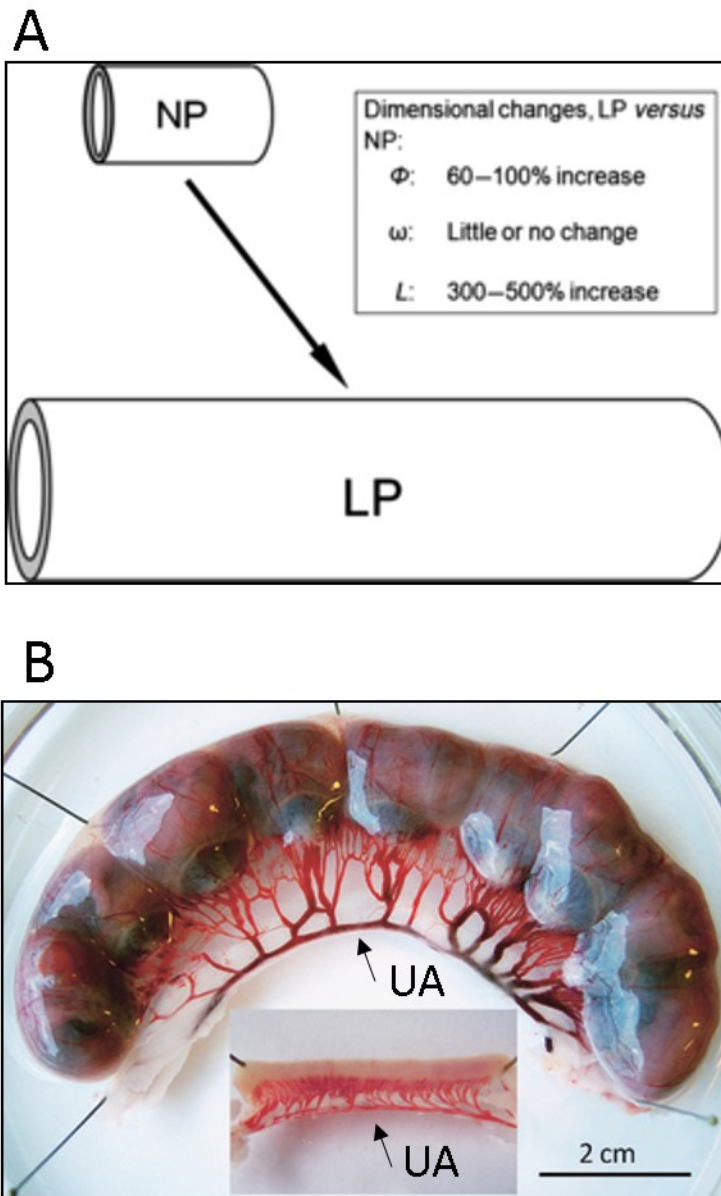 A
NP
Dimensional changes, LP versus
NP:
Φ: 60–100% increase
ω: Little or no change
L: 300–500% increase
LP
B
UA
UA
2 cm